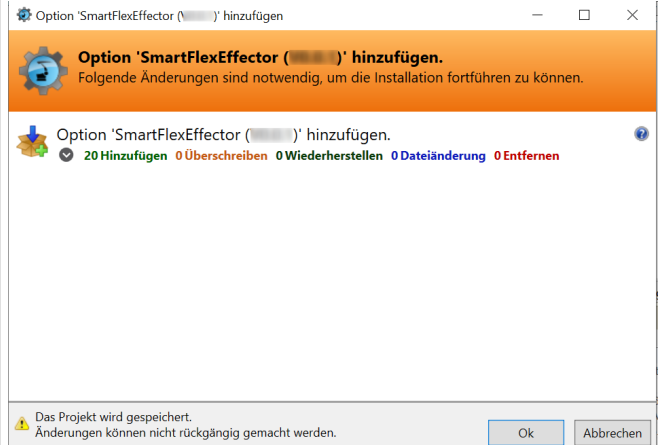 Option 'SmartFlexEffector ( )' hinzufügen
Option 'SmartFlexEffector ( )' hinzufügen.
Folgende Änderungen sind notwendig, um die Installation fortführen zu können.
Option 'SmartFlexEffector ( )' hinzufügen.
20 Hinzufügen 0 Überschreiben 0 Wiederherstellen 0 Dateiänderung 0 Entfernen
Das Projekt wird gespeichert.
Änderungen können nicht rückgängig gemacht werden.
Ok Abbrechen